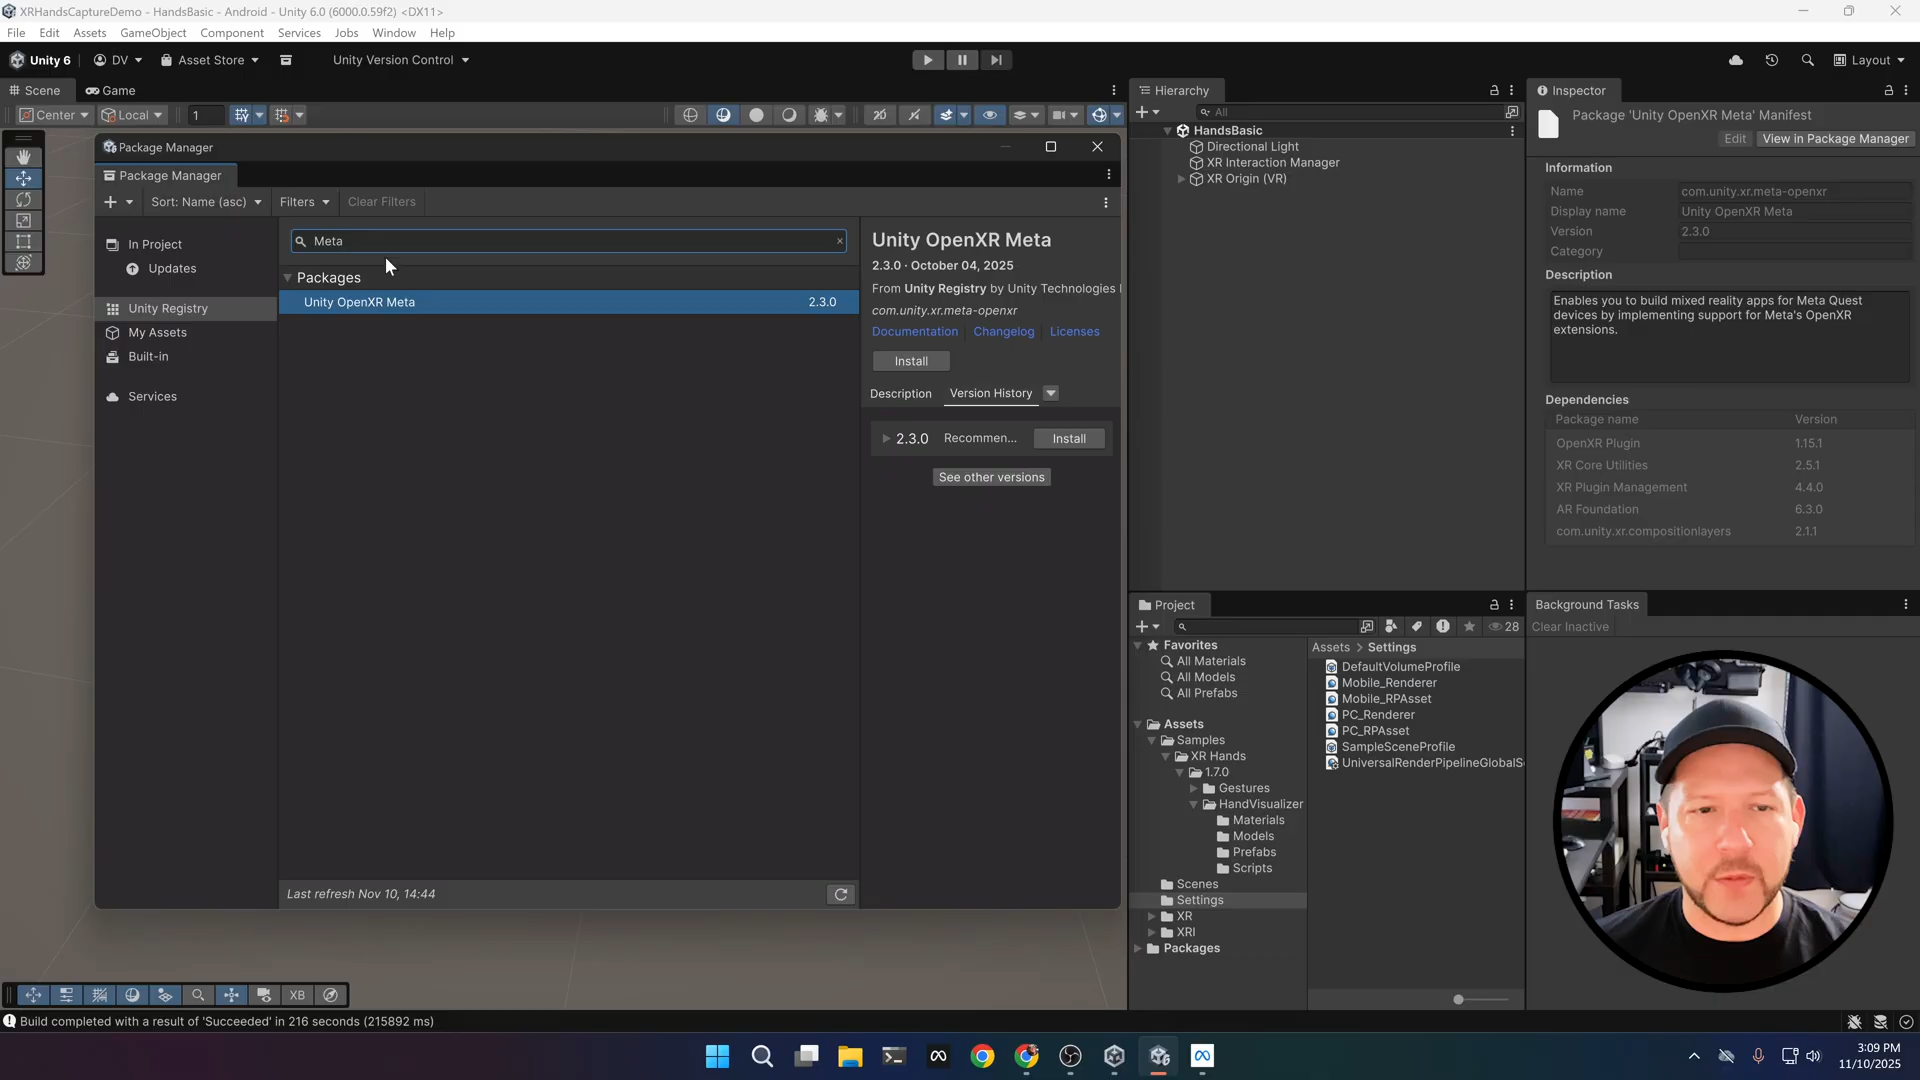 XRHandsCaptureDemo - HandsBasic - Android - Unity 6.0 (6000.0.59f2) <DX11>
File Edit Assets GameObject Component Services Jobs Window Help
Unity 6 DV Asset Store Unity Version Control Layout
Scene Game
Center Local 1
Package Manager
Package Manager
Sort: Name (asc) Filters Clear Filters
In Project
Updates
Unity Registry
My Assets
Built-in
Services
Meta
Packages
Unity OpenXR Meta 2.3.0
Last refresh Nov 10, 14:44
Unity OpenXR Meta
2.3.0 · October 04, 2025
From Unity Registry by Unity Technologies
com.unity.xr.meta-openxr
Documentation Changelog Licenses
Install
Description Version History
2.3.0 Recommen... Install
See other versions
Hierarchy
All
HandsBasic
Directional Light
XR Interaction Manager
XR Origin (VR)
Inspector
Package 'Unity OpenXR Meta' Manifest
Edit View in Package Manager
Information
Name com.unity.xr.meta-openxr
Display name Unity OpenXR Meta
Version 2.3.0
Category
Description
Enables you to build mixed reality apps for Meta Quest
devices by implementing support for Meta's OpenXR
extensions.
Dependencies
Package name Version
OpenXR Plugin 1.15.1
XR Core Utilities 2.5.1
XR Plugin Management 4.4.0
AR Foundation 6.3.0
com.unity.xr.compositionlayers 2.1.1
Project
28
Favorites
All Materials
All Models
All Prefabs
Assets
Samples
XR Hands
1.7.0
Gestures
HandVisualizer
Materials
Models
Prefabs
Scripts
Scenes
Settings
XR
XRI
Packages
Assets > Settings
DefaultVolumeProfile
Mobile_Renderer
Mobile_RPAsset
PC_Renderer
PC_RPAsset
SampleSceneProfile
UniversalRenderPipelineGlobalS
Background Tasks
Clear Inactive
XB
Build completed with a result of 'Succeeded' in 216 seconds (215892 ms)
3:09 PM
11/10/2025